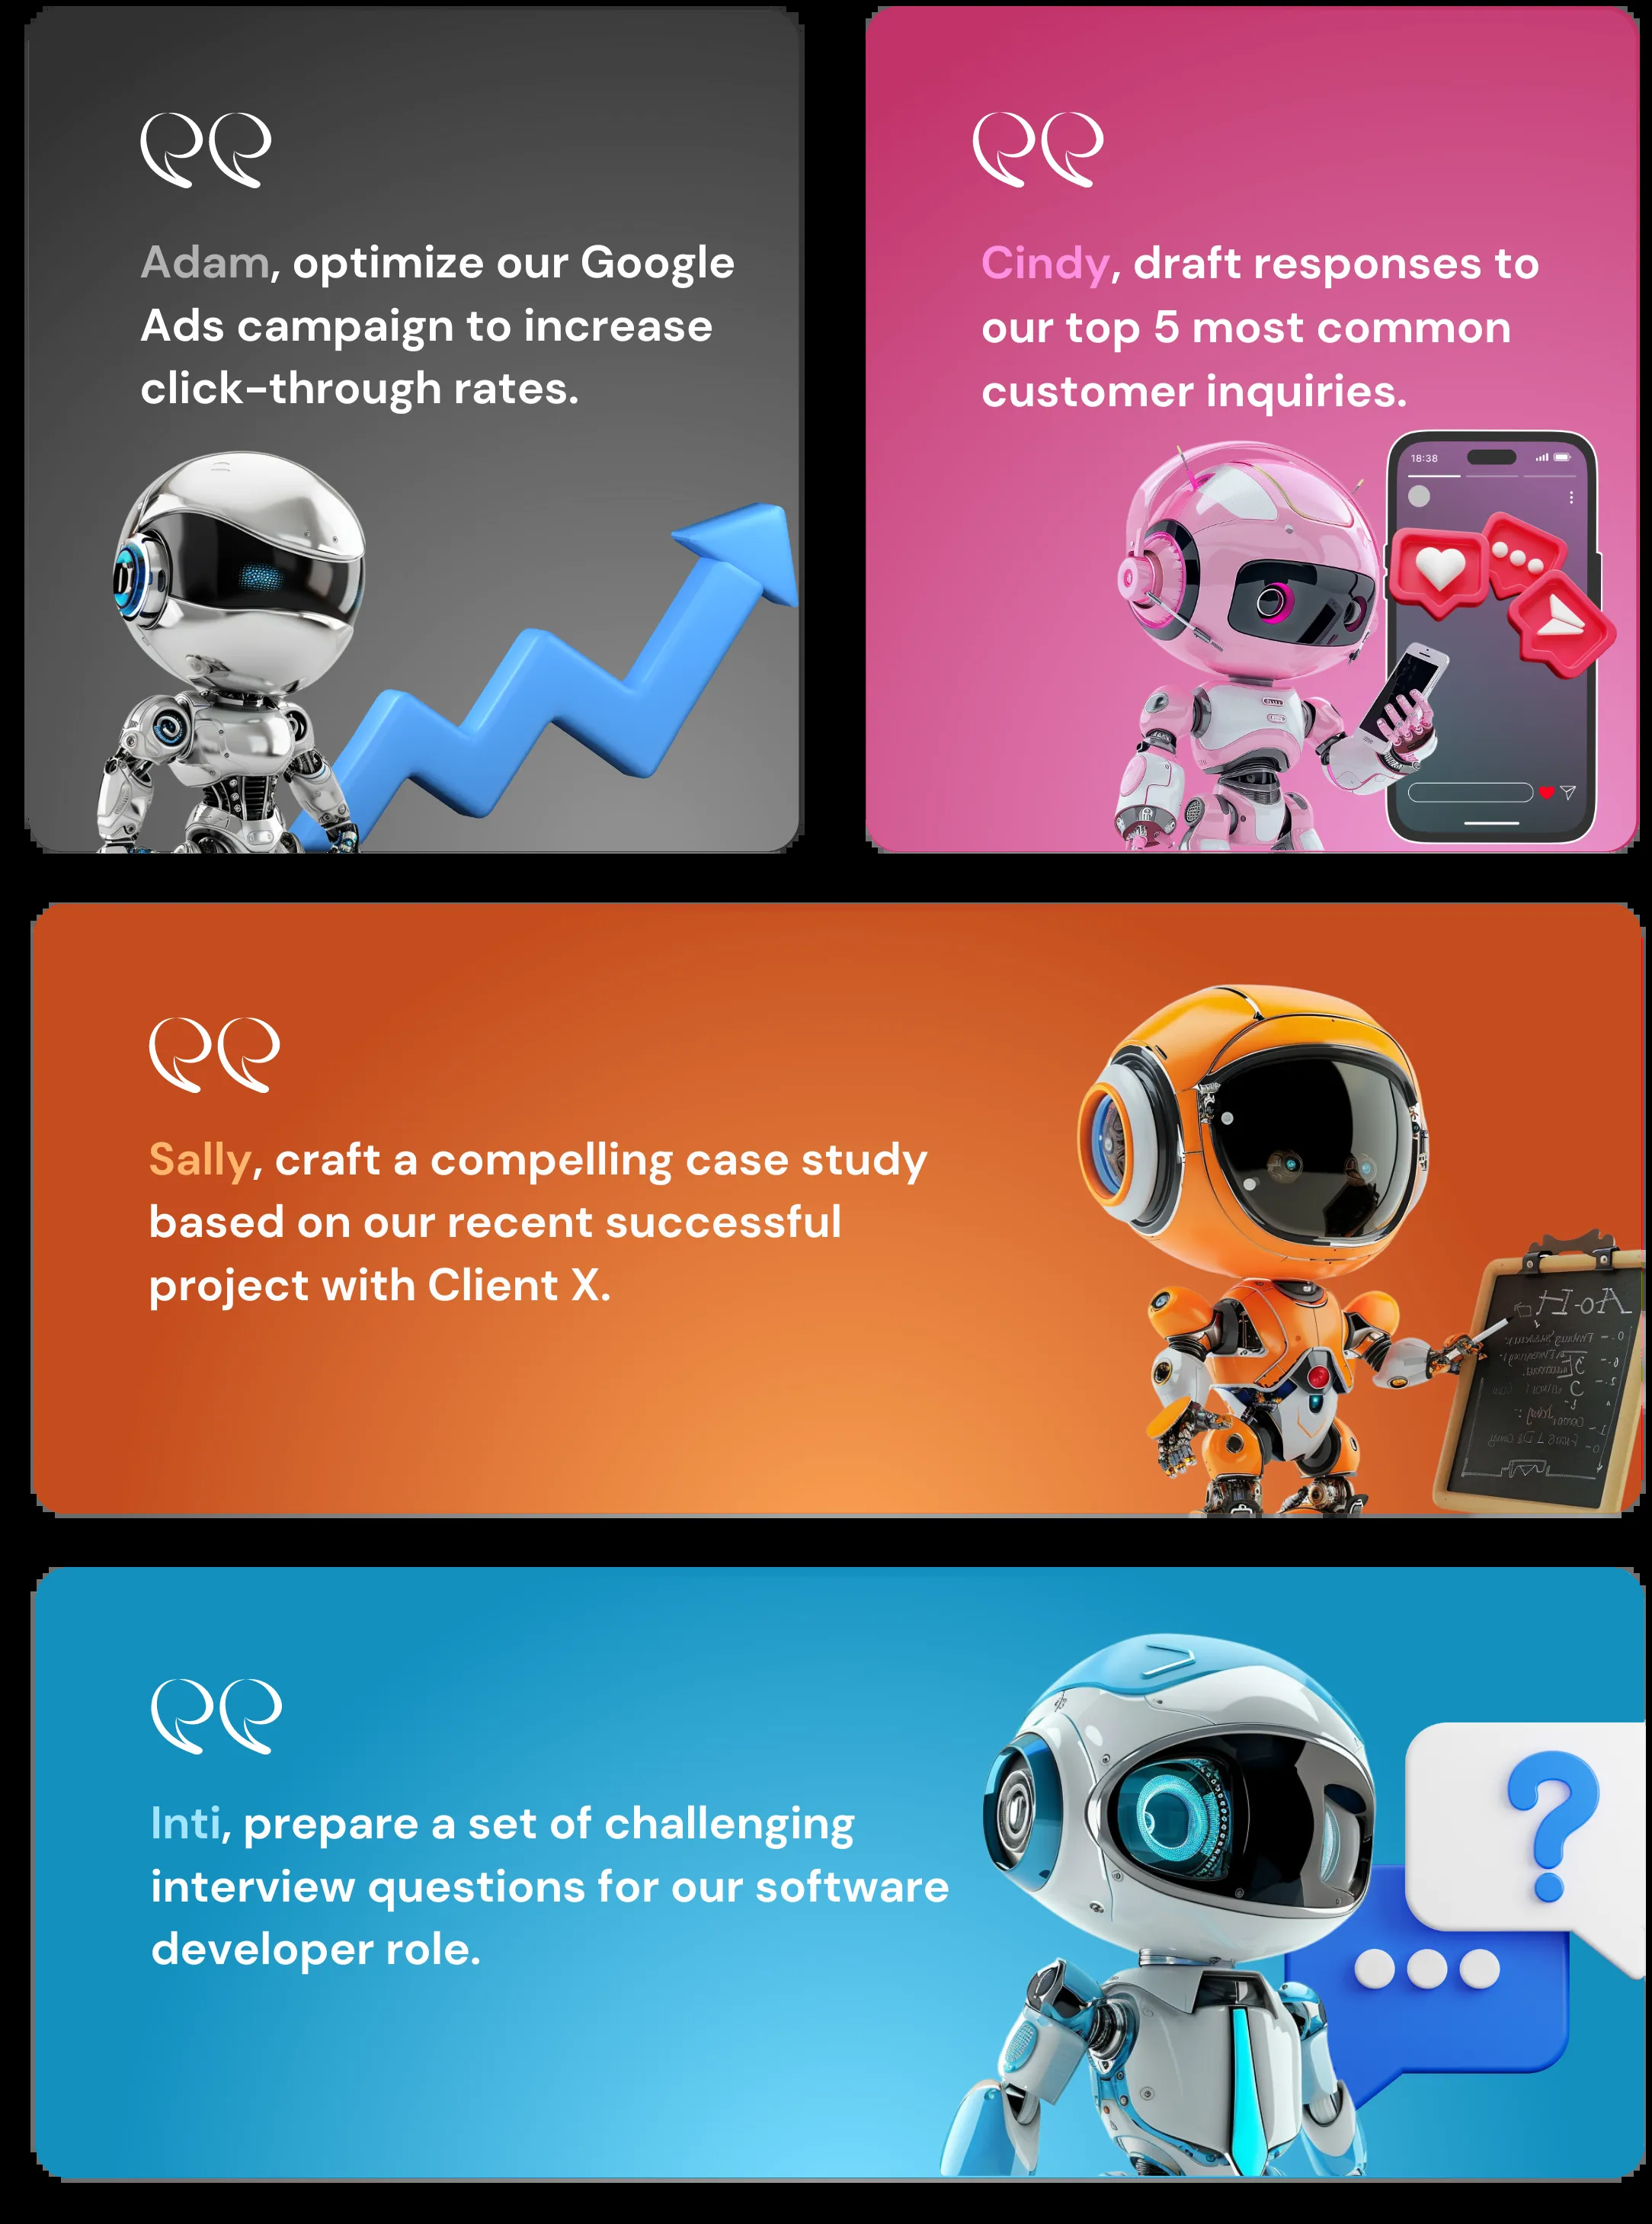 Adam, optimize our Google
Ads campaign to increase
click-through rates.
Cindy, draft responses to
our top 5 most common
customer inquiries.
18:38
Sally, craft a compelling case study
based on our recent successful
project with Client X.
Inti, prepare a set of challenging
interview questions for our software
developer role.